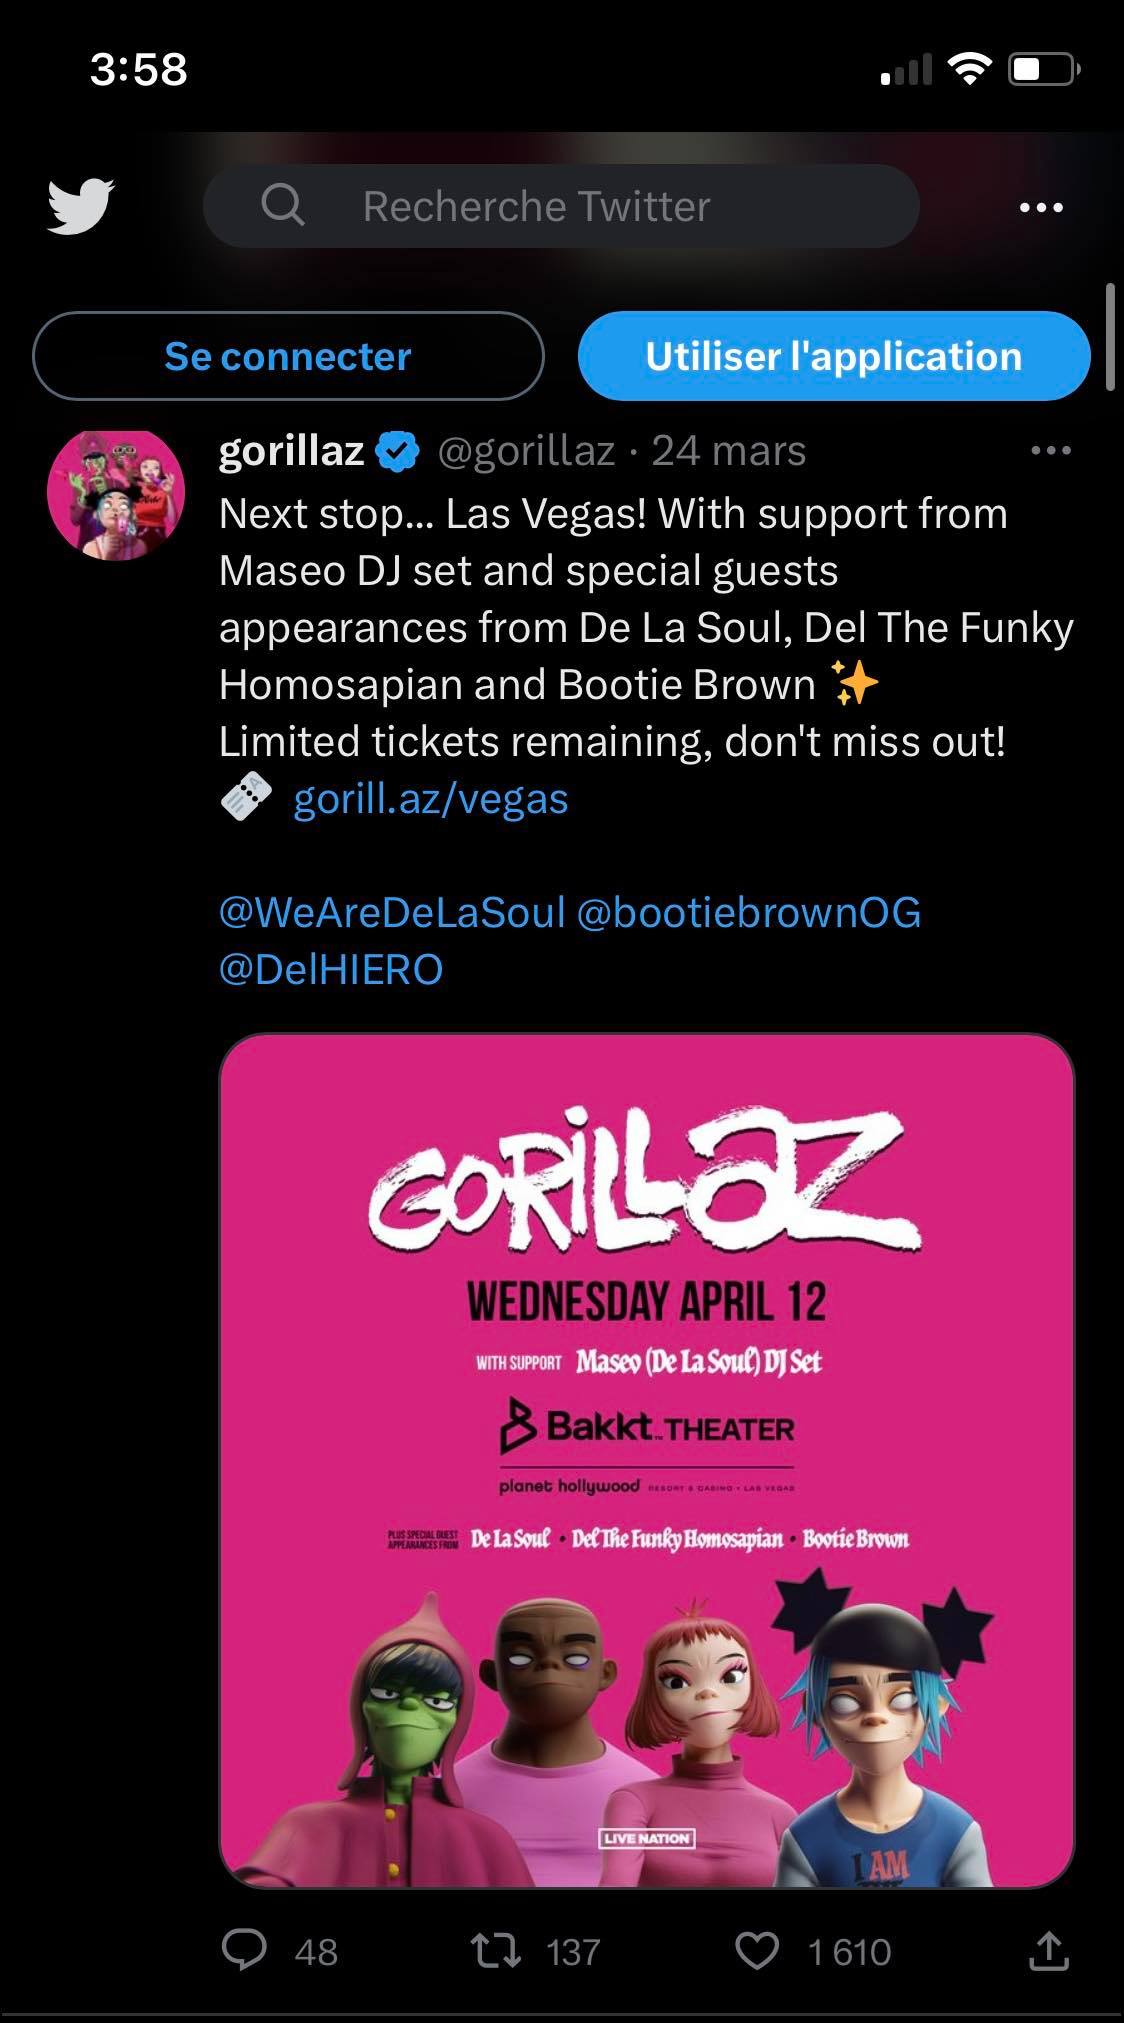 3:58
Recherche Twitter
Se connecter
Utiliser l'application
gorillaz @gorillaz · 24 mars
Next stop... Las Vegas! With support from
Maseo DJ set and special guests
appearances from De La Soul, Del The Funky
Homosapian and Bootie Brown ✨
Limited tickets remaining, don't miss out!
🎟 gorill.az/vegas
@WeAreDeLaSoul @bootiebrownOG
@DelHIERO
GORILLAZ
WEDNESDAY APRIL 12
WITH SUPPORT Maseo (De La Soul) DJ Set
Bakkt™ THEATER
planet hollywood RESORT & CASINO • LAS VEGAS
PLUS SPECIAL GUEST
APPEARANCES FROM
De La Soul • Del The Funky Homosapian • Bootie Brown
LIVE NATION
I AM
48 137 1 610